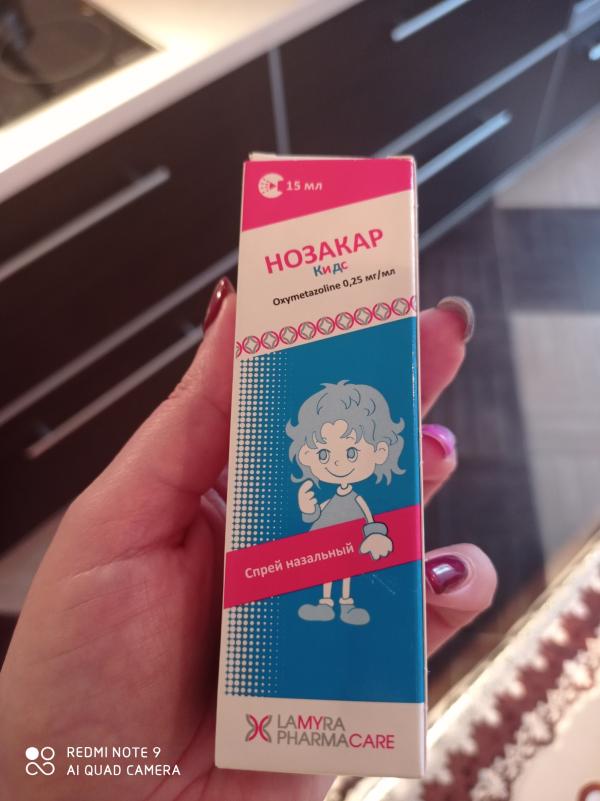 15 мл
НОЗАКАР
Кидс
Oxymetazoline 0,25 мг/мл
Спрей назальный
LAMYRA
PHARMACARE
REDMI NOTE 9
AI QUAD CAMERA